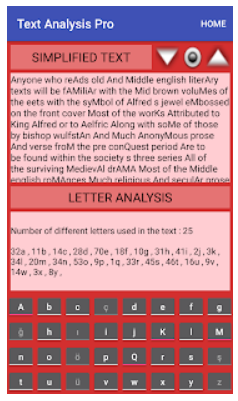 Text Analysis Pro HOME
SIMPLIFIED TEXT
Anyone who reAds old And Middle english literAry
texts will be fAMiliAr with the Mid brown voluMes of
the eets with the syMbol of Alfred s jewel eMbossed
on the front cover Most of the worKs Attributed to
King Alfred or to Aelfric Along with soMe of those
by bishop wulfstAn And Much AnonyMous prose
And verse froM the pre conQuest period Are to
be found within the society s three series All of
the surviving MedievAl drAMA Most of the Middle
english roMAnces Much religious And seculAr prose
LETTER ANALYSIS
Number of different letters used in the text : 25
32a , 11b , 14c , 28d , 70e , 18f , 10g , 31h , 41i , 2j , 3k ,
34l , 20m , 34n , 53o , 9p , 1q , 33r , 45s , 45t , 16u , 9v ,
14w , 3x , 8y ,
A b c ç d e f g
ğ h ı i j K l M
n o ö p Q r s ş
t u ü v w x y z